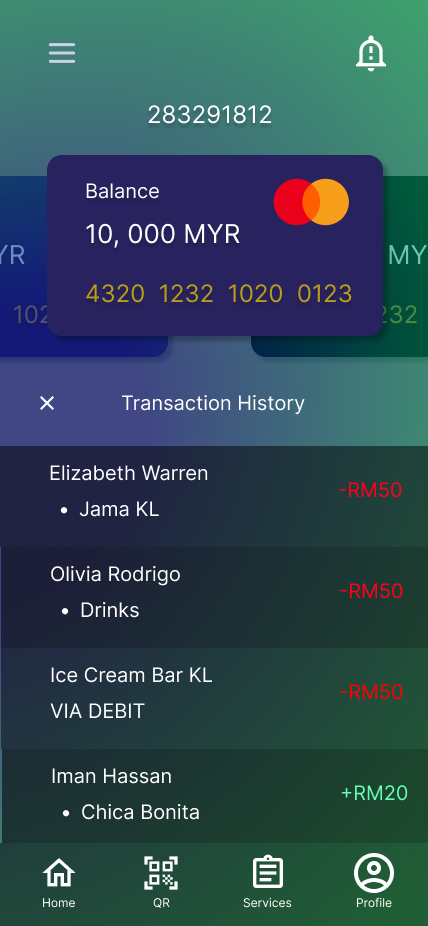 283291812
Balance
10, 000 MYR
4320 1232 1020 0123
YR
102
MY
232
Transaction History
Elizabeth Warren
• Jama KL
-RM50
Olivia Rodrigo
• Drinks
-RM50
Ice Cream Bar KL
VIA DEBIT
-RM50
Iman Hassan
• Chica Bonita
+RM20
Home
QR
Services
Profile